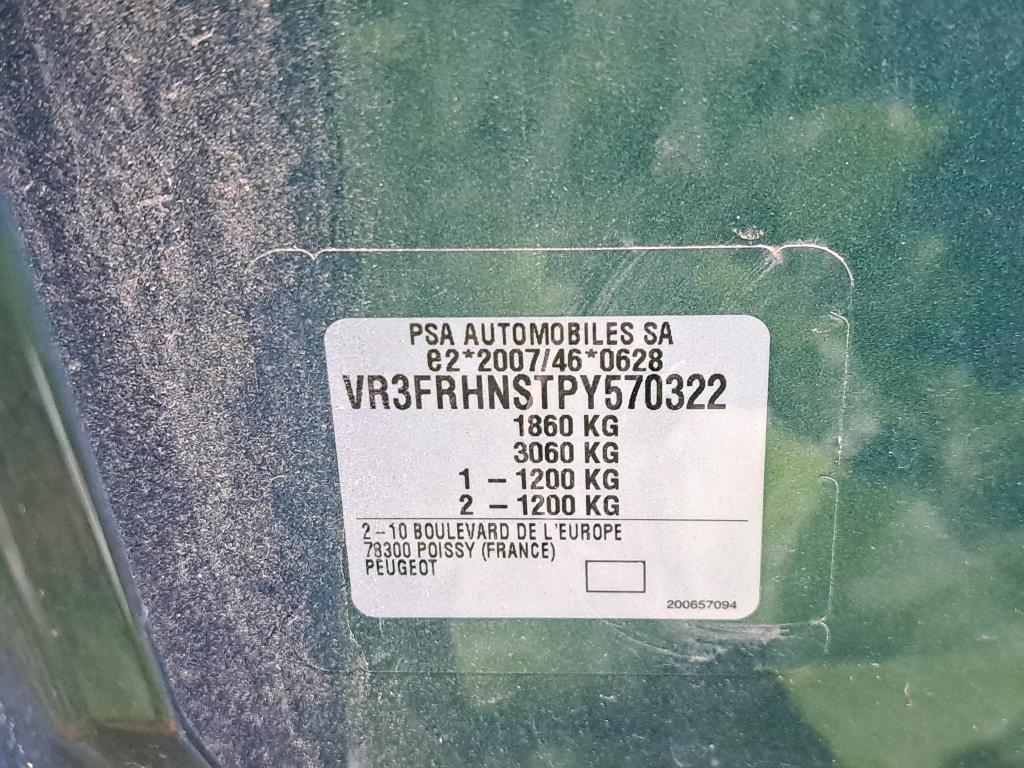 PSA AUTOMOBILES SA
e2*2007/46*0628
VR3FRHNSTPY570322
1860 KG
3060 KG
1 – 1200 KG
2 – 1200 KG
2–10 BOULEVARD DE L'EUROPE
78300 POISSY (FRANCE)
PEUGEOT
200657094